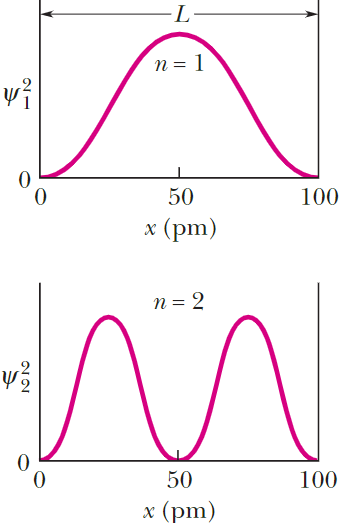 L
n = 1
ψ₁²
0
0 50 100
x (pm)
n = 2
ψ₂²
0
0 50 100
x (pm)